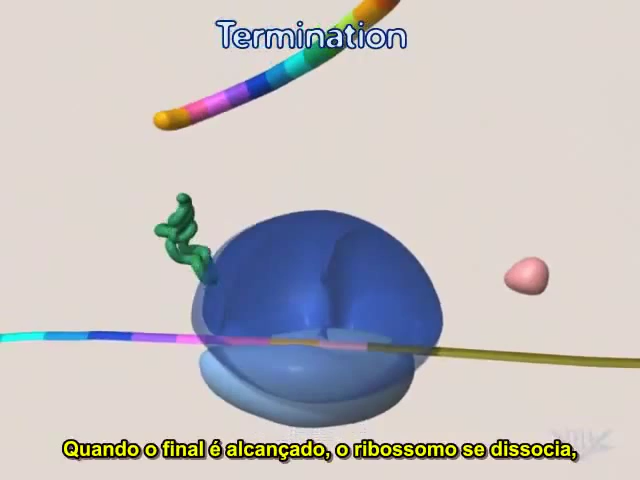 Termination
Quando o final é alcançado, o ribossomo se dissocia,